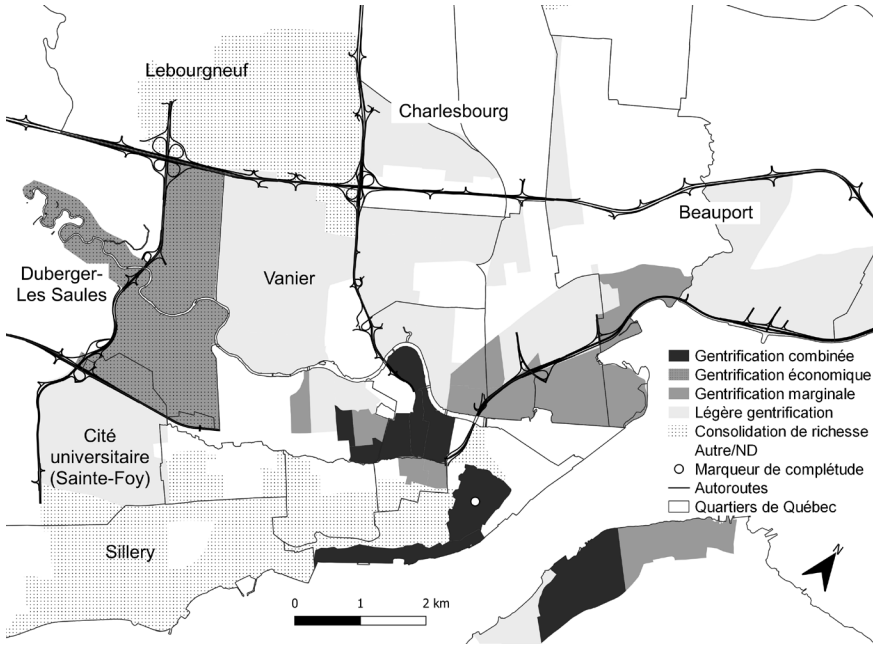 Lebourgneuf
Charlesbourg
Beauport
Duberger-
Les Saules
Vanier
Cité
universitaire
(Sainte-Foy)
Sillery
Gentrification combinée
Gentrification économique
Gentrification marginale
Légère gentrification
Consolidation de richesse
Autre/ND
Marqueur de complétude
Autoroutes
Quartiers de Québec
N
0 1 2 km